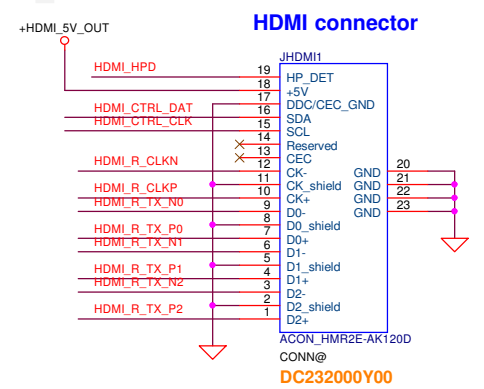 HDMI connector
+HDMI_5V_OUT
JHDMI1
HDMI_HPD 19 HP_DET
18 +5V
17 DDC/CEC_GND
HDMI_CTRL_DAT 16 SDA
HDMI_CTRL_CLK 15 SCL
14 Reserved
13 CEC
HDMI_R_CLKN 12 CK- GND 20
11 CK_shield GND 21
HDMI_R_CLKP 10 CK+ GND 22
HDMI_R_TX_N0 9 D0- GND 23
8 D0_shield
HDMI_R_TX_P0 7 D0+
HDMI_R_TX_N1 6 D1-
5 D1_shield
HDMI_R_TX_P1 4 D1+
HDMI_R_TX_N2 3 D2-
2 D2_shield
HDMI_R_TX_P2 1 D2+
ACON_HMR2E-AK120D
CONN@
DC232000Y00